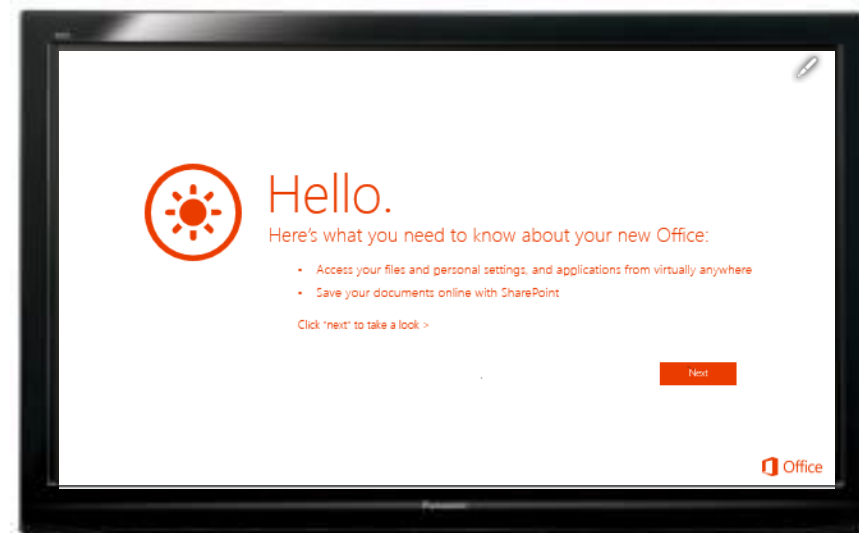 Hello.
Here's what you need to know about your new Office:
• Access your files and personal settings, and applications from virtually anywhere
• Save your documents online with SharePoint
Click "next" to take a look >
Next
Office
Panasonic